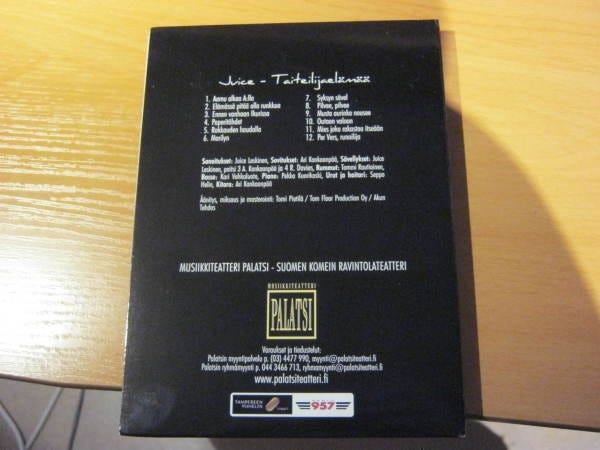 Juice - Taiteilijaelämää
1. Aamu alkaa A:lla
2. Elämässä pitää olla runkkua
3. Ennen vanhaan Ikurissa
4. Paperitähdet
5. Rakkauden haudalla
6. Marilyn
7. Syksyn sävel
8. Pilvee, pilvee
9. Musta aurinko nousee
10. Outoon valoon
11. Mies joka rakastaa itseään
12. Per Vers, runoilija
Sanoitukset: Juice Leskinen, Sovitukset: Ari Kankaanpää, Sävellykset: Juice
Leskinen, paitsi 3 A. Kankaanpää ja 4 R. Davies, Rummut: Tommi Rautiainen,
Basso: Kari Vehkaluoto, Piano: Pekka Kuorikoski, Urut ja haitari: Seppo
Helin, Kitara: Ari Kankaanpää
Äänitys, miksaus ja masterointi: Tomi Pietilä / Tom Floor Production Oy / Akun
Tehdas
MUSIIKKITEATTERI PALATSI - SUOMEN KOMEIN RAVINTOLATEATTERI
MUSIIKKITEATTERI
PALATSI
Varaukset ja tiedustelut:
Palatsin myyntipalvelu p. (03) 4477 990, myynti@palatsiteatteri.fi
Palatsin ryhmämyynti p. 044 3466 713, ryhmamyynti@palatsiteatteri.fi
www.palatsiteatteri.fi
TAMPEREEN
PUHELIN
957